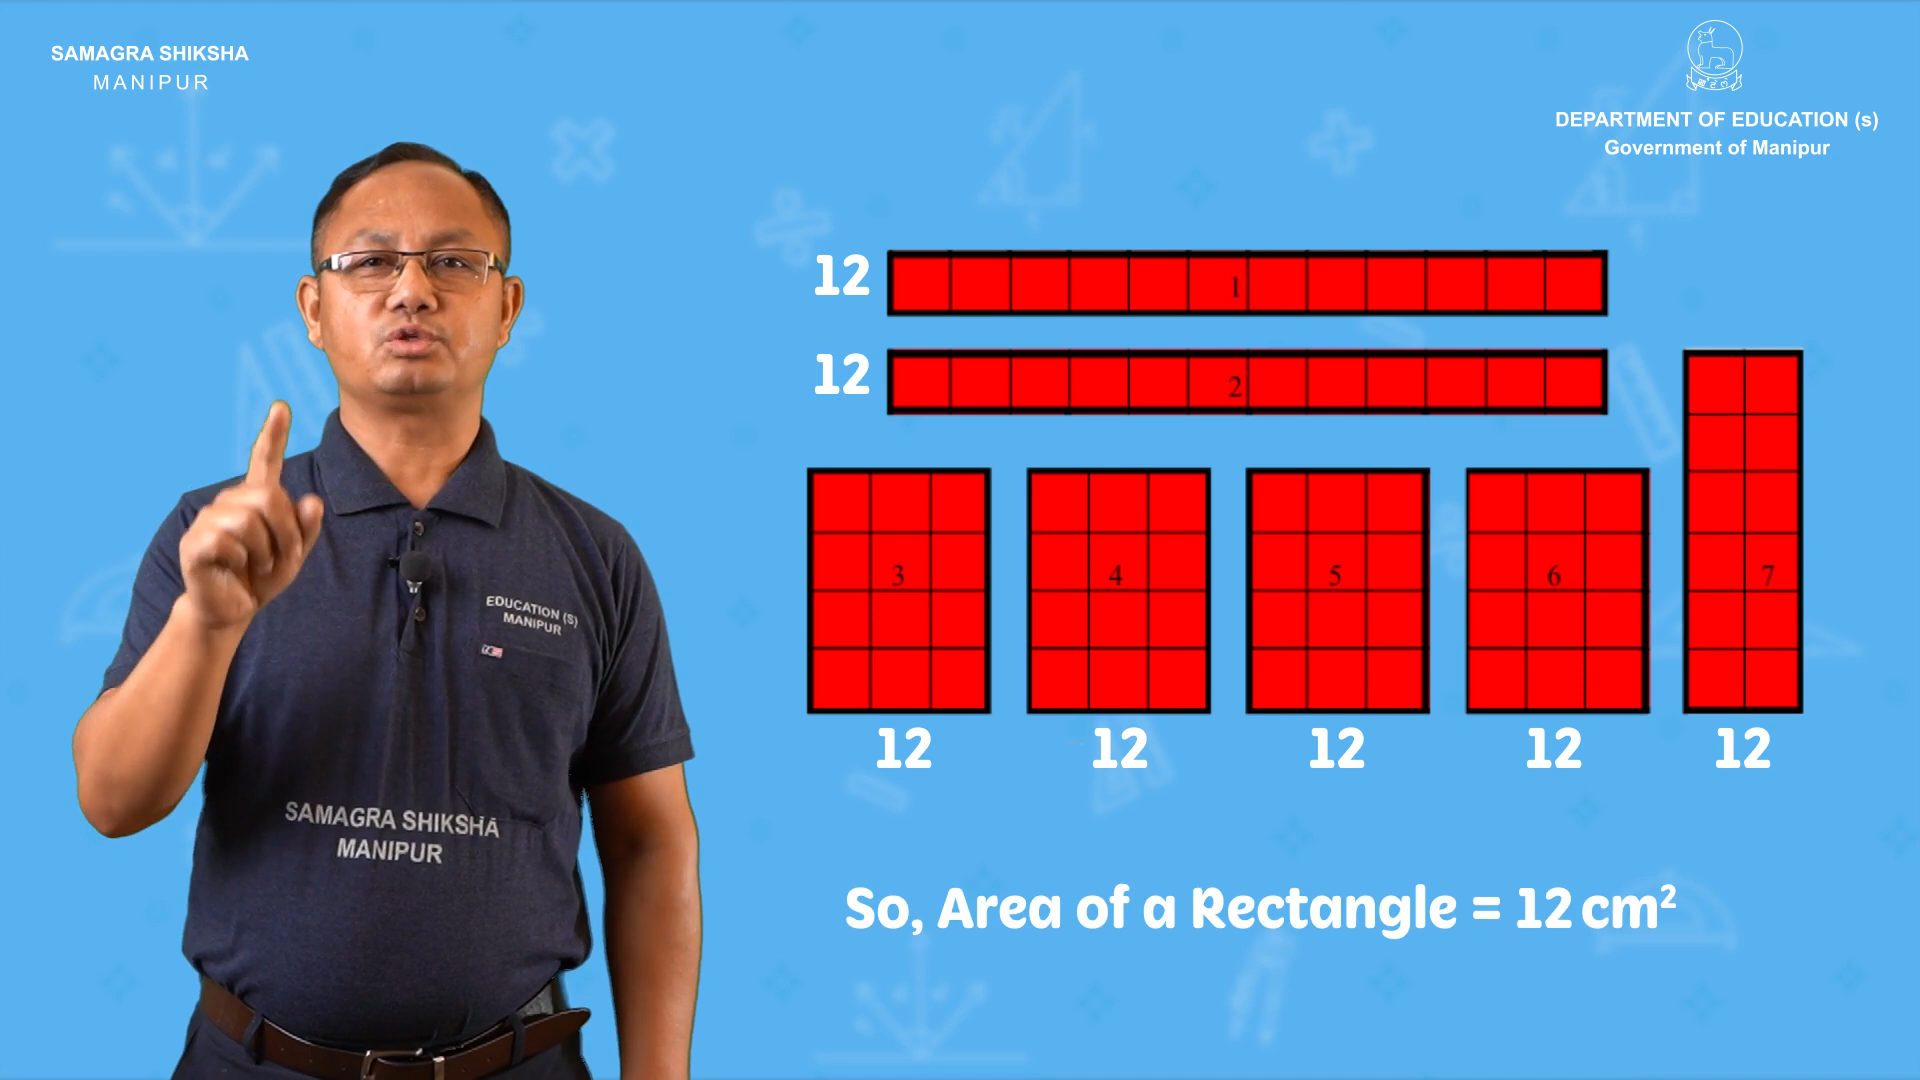 SAMAGRA SHIKSHA
MANIPUR
DEPARTMENT OF EDUCATION (s)
Government of Manipur
12
1
12
2
3
4
5
6
7
12
12
12
12
12
EDUCATION (S)
MANIPUR
SAMAGRA SHIKSHA
MANIPUR
So, Area of a Rectangle = 12 cm²